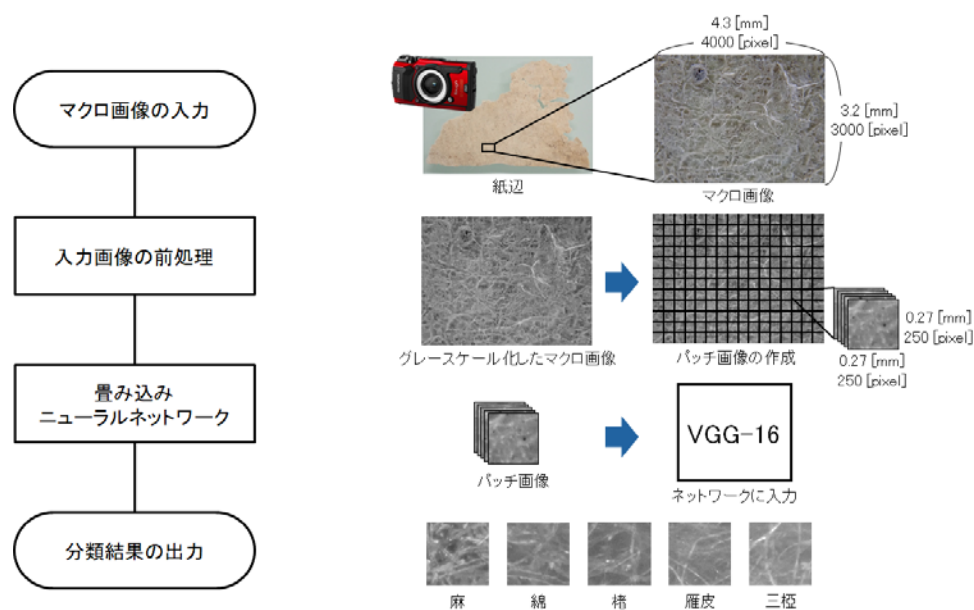 マクロ画像の入力
入力画像の前処理
畳み込み
ニューラルネットワーク
分類結果の出力
4.3 [mm]
4000 [pixel]
3.2 [mm]
3000 [pixel]
紙辺
マクロ画像
グレースケール化したマクロ画像
パッチ画像の作成
0.27 [mm]
250 [pixel]
0.27 [mm]
250 [pixel]
パッチ画像
VGG-16
ネットワークに入力
麻
綿
楮
雁皮
三椏